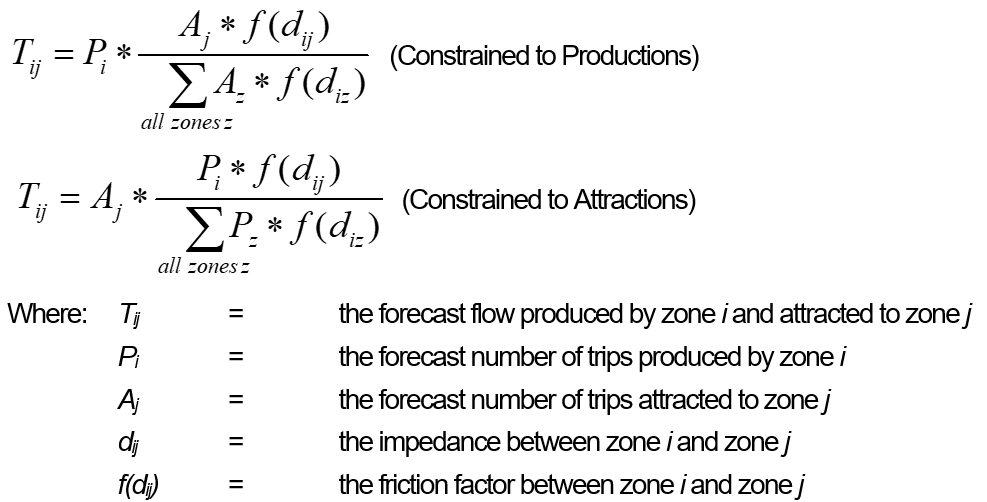 T_{ij} = P_i * \frac{A_j * f(d_{ij})}{\sum_{all zones z} A_z * f(d_{iz})} (Constrained to Productions)
T_{ij} = A_j * \frac{P_i * f(d_{ij})}{\sum_{all zones z} P_z * f(d_{iz})} (Constrained to Attractions)
Where: T_{ij} = the forecast flow produced by zone i and attracted to zone j
P_i = the forecast number of trips produced by zone i
A_j = the forecast number of trips attracted to zone j
d_{ij} = the impedance between zone i and zone j
f(d_{ij}) = the friction factor between zone i and zone j